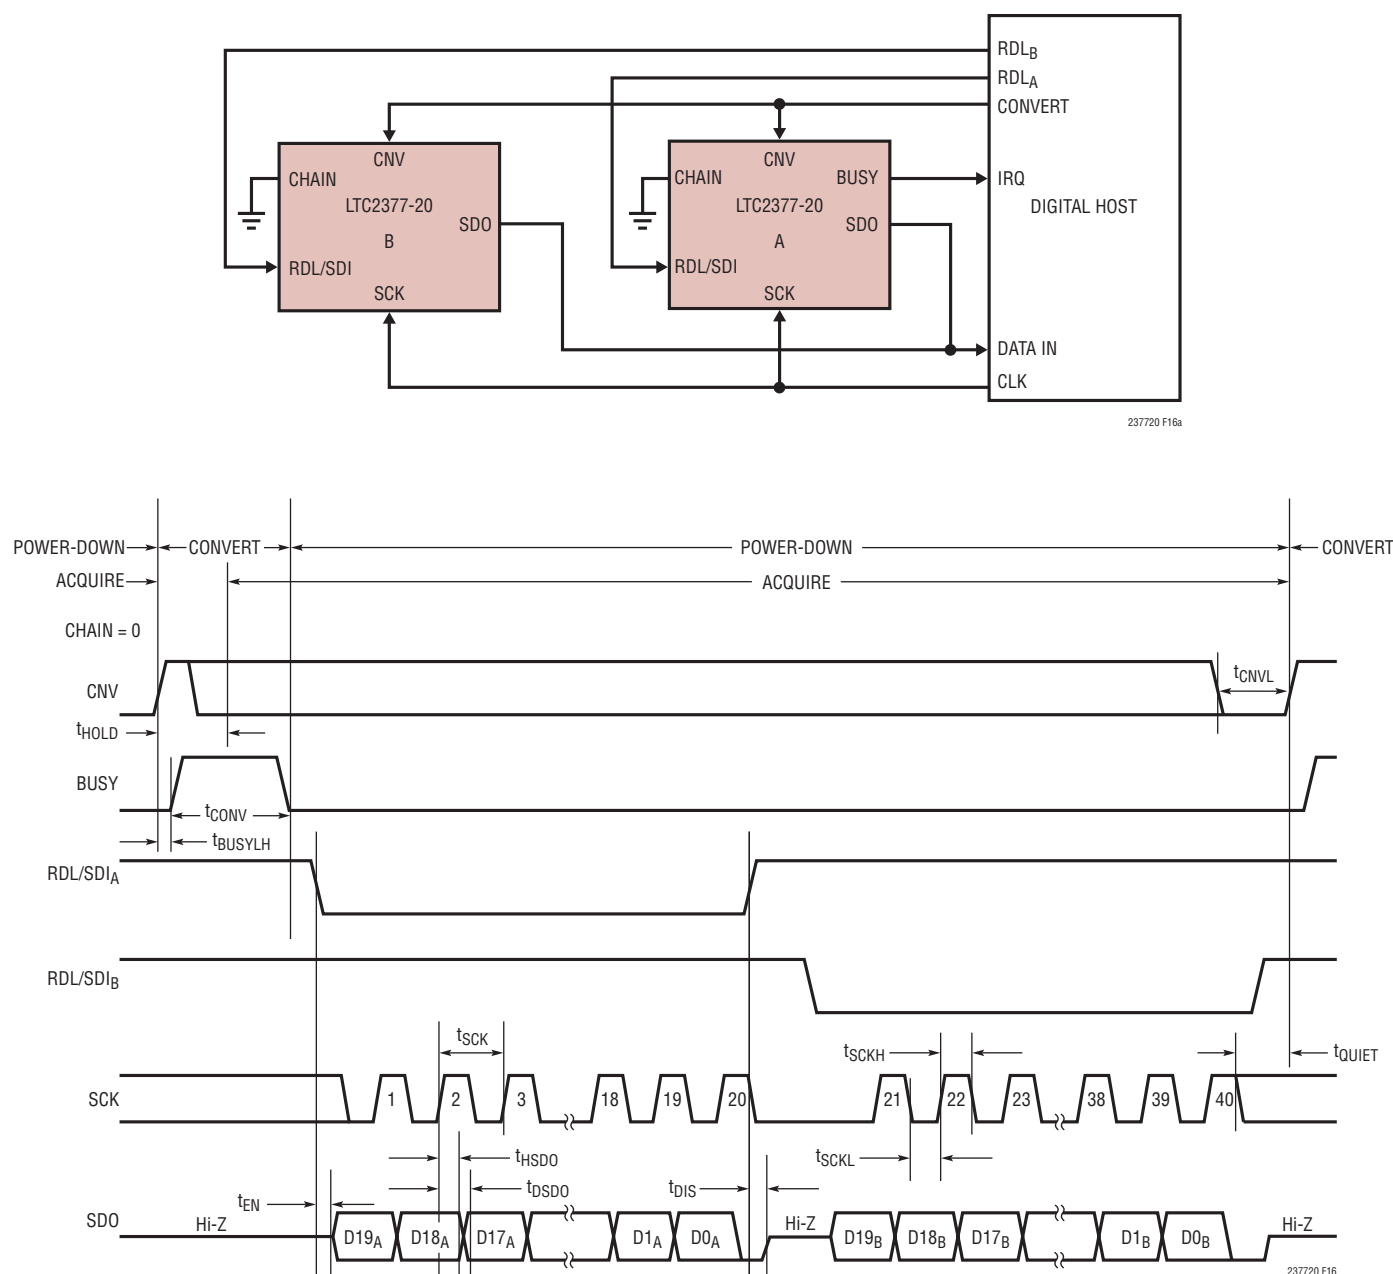 RDLB
RDLA
CONVERT
CNV
CHAIN
LTC2377-20
B
SDO
RDL/SDI
SCK
CNV
CHAIN
BUSY
LTC2377-20
A
SDO
RDL/SDI
SCK
IRQ
DIGITAL HOST
DATA IN
CLK
237720 F16a
POWER-DOWN CONVERT POWER-DOWN CONVERT
ACQUIRE ACQUIRE
CHAIN = 0
CNV tCNVL
tHOLD
BUSY
tCONV
tBUSYLH
RDL/SDIA
RDL/SDIB
tSCK tSCKH tQUIET
SCK 1 2 3 18 19 20 21 22 23 38 39 40
tHSDO tSCKL
tEN tDSDO tDIS
SDO Hi-Z D19A D18A D17A D1A D0A Hi-Z D19B D18B D17B D1B D0B Hi-Z
237720 F16